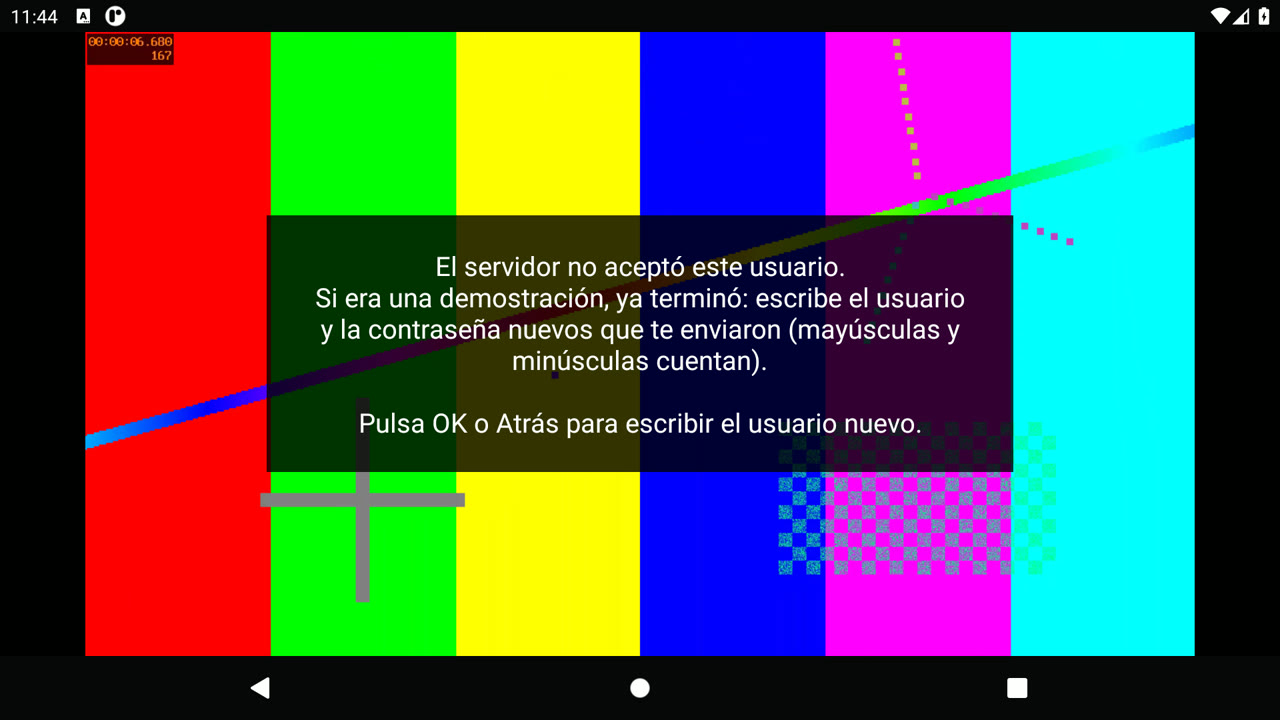 11:44
00:00:06.680
167
El servidor no aceptó este usuario.
Si era una demostración, ya terminó: escribe el usuario
y la contraseña nuevos que te enviaron (mayúsculas y
minúsculas cuentan).
Pulsa OK o Atrás para escribir el usuario nuevo.